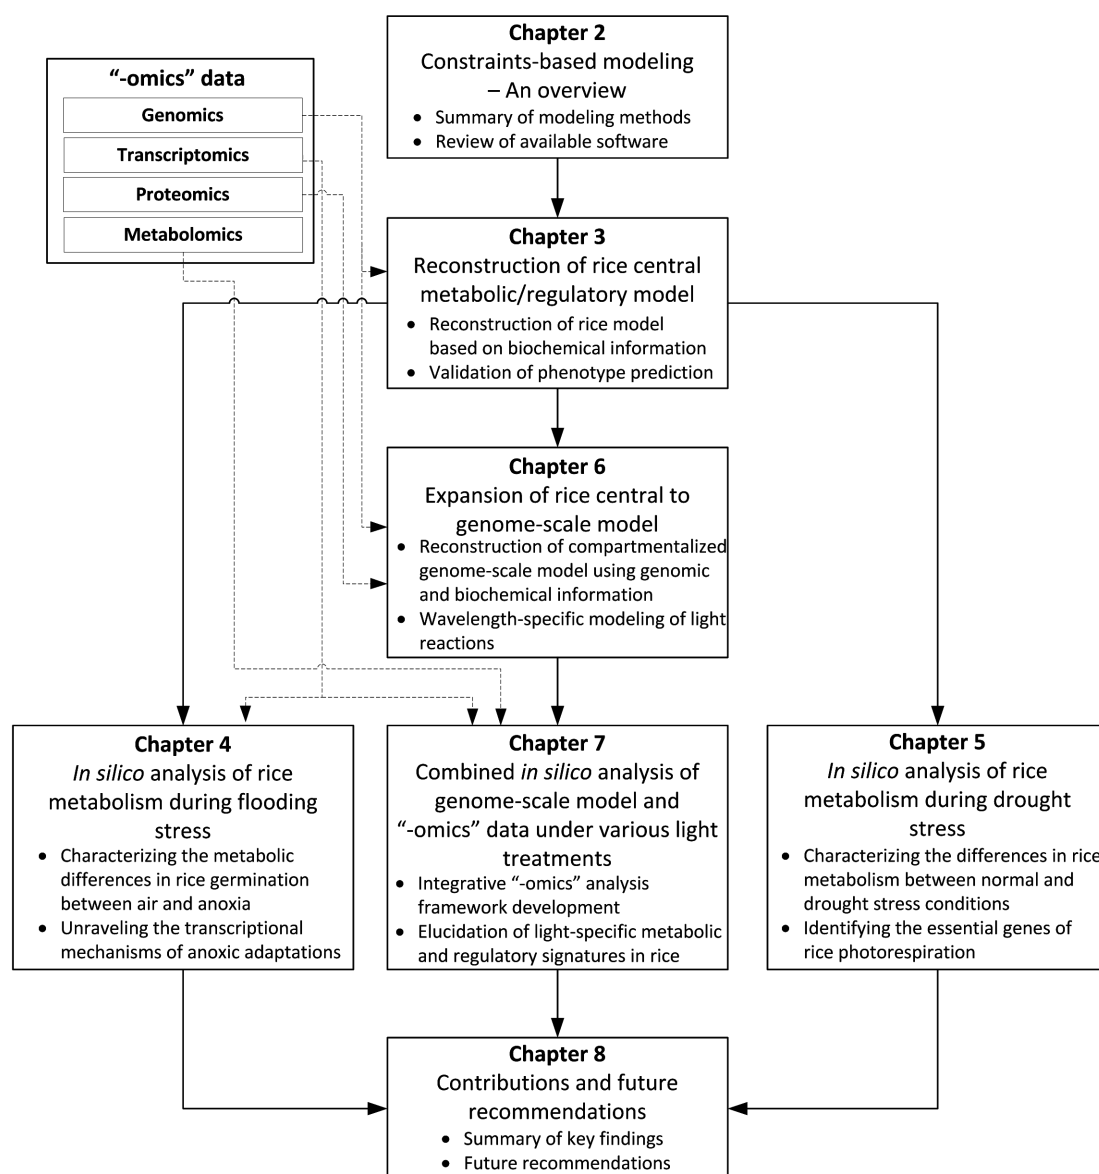 Chapter 2
Constraints-based modeling
– An overview
• Summary of modeling methods
• Review of available software
“-omics” data
Genomics
Transcriptomics
Proteomics
Metabolomics
Chapter 3
Reconstruction of rice central
metabolic/regulatory model
• Reconstruction of rice model
based on biochemical information
• Validation of phenotype prediction
Chapter 6
Expansion of rice central to
genome-scale model
• Reconstruction of compartmentalized
genome-scale model using genomic
and biochemical information
• Wavelength-specific modeling of light
reactions
Chapter 4
In silico analysis of rice
metabolism during flooding
stress
• Characterizing the metabolic
differences in rice germination
between air and anoxia
• Unraveling the transcriptional
mechanisms of anoxic adaptations
Chapter 7
Combined in silico analysis of
genome-scale model and
“-omics” data under various light
treatments
• Integrative “-omics” analysis
framework development
• Elucidation of light-specific metabolic
and regulatory signatures in rice
Chapter 5
In silico analysis of rice
metabolism during drought
stress
• Characterizing the differences in rice
metabolism between normal and
drought stress conditions
• Identifying the essential genes of
rice photorespiration
Chapter 8
Contributions and future
recommendations
• Summary of key findings
• Future recommendations